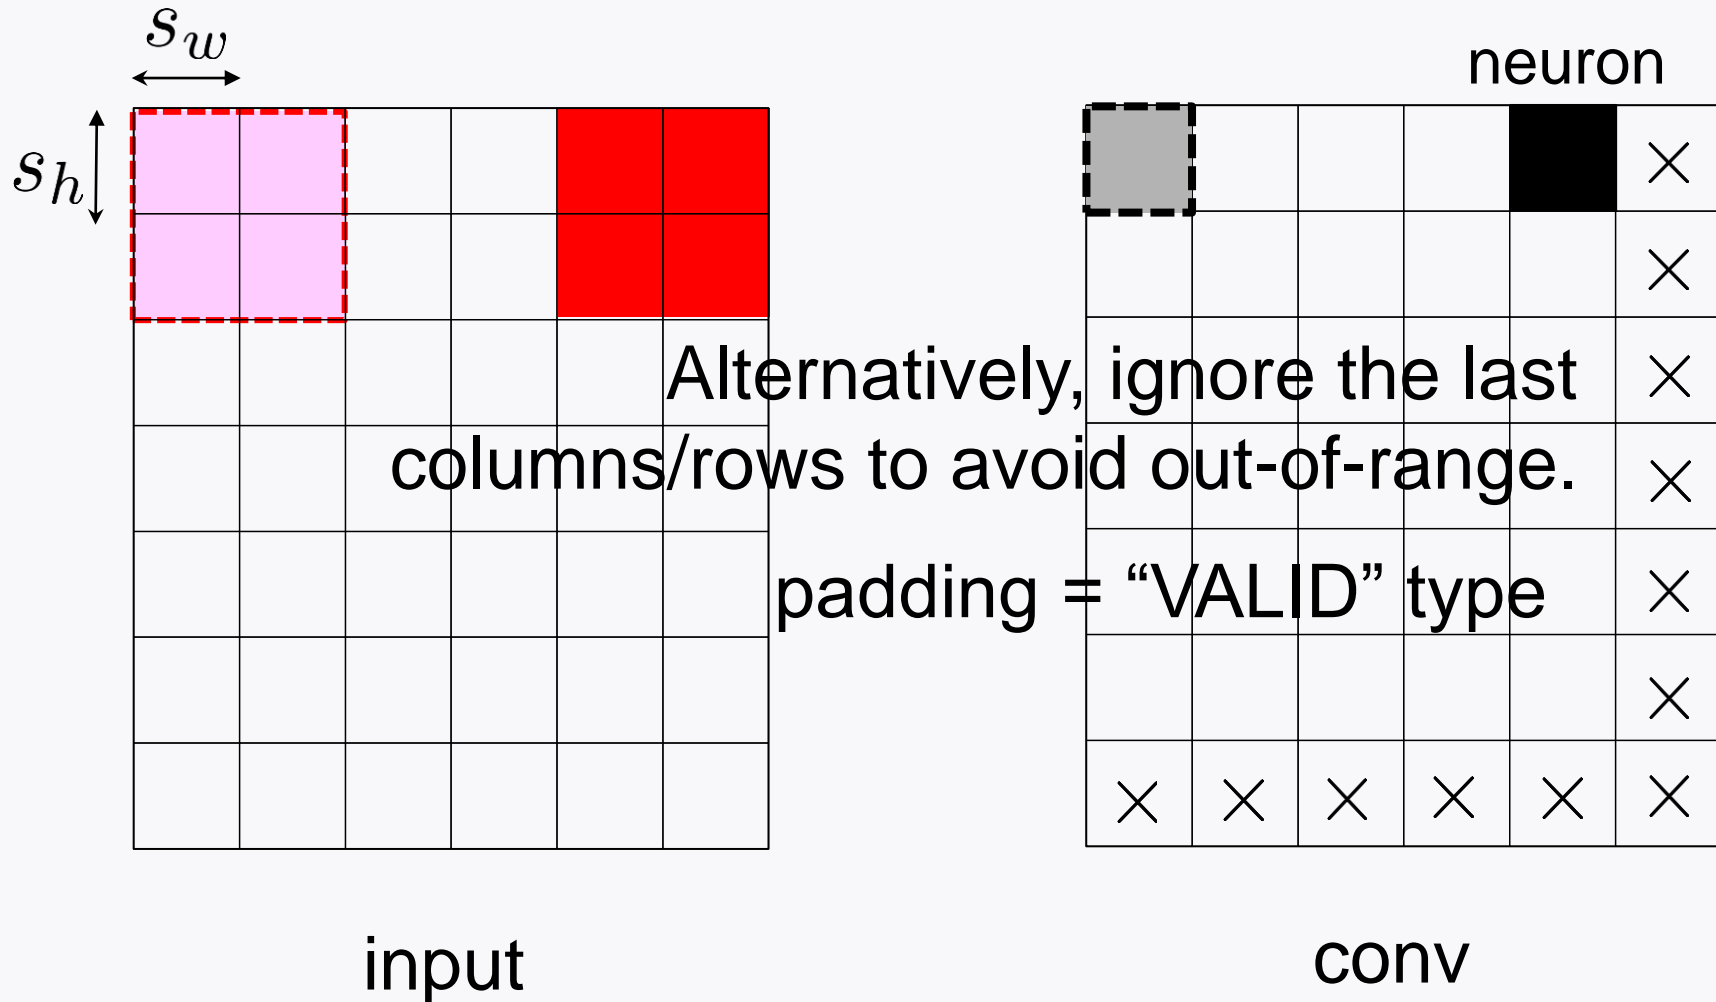 s_w
neuron
s_h
Alternatively, ignore the last
columns/rows to avoid out-of-range.
padding = “VALID” type
input
conv